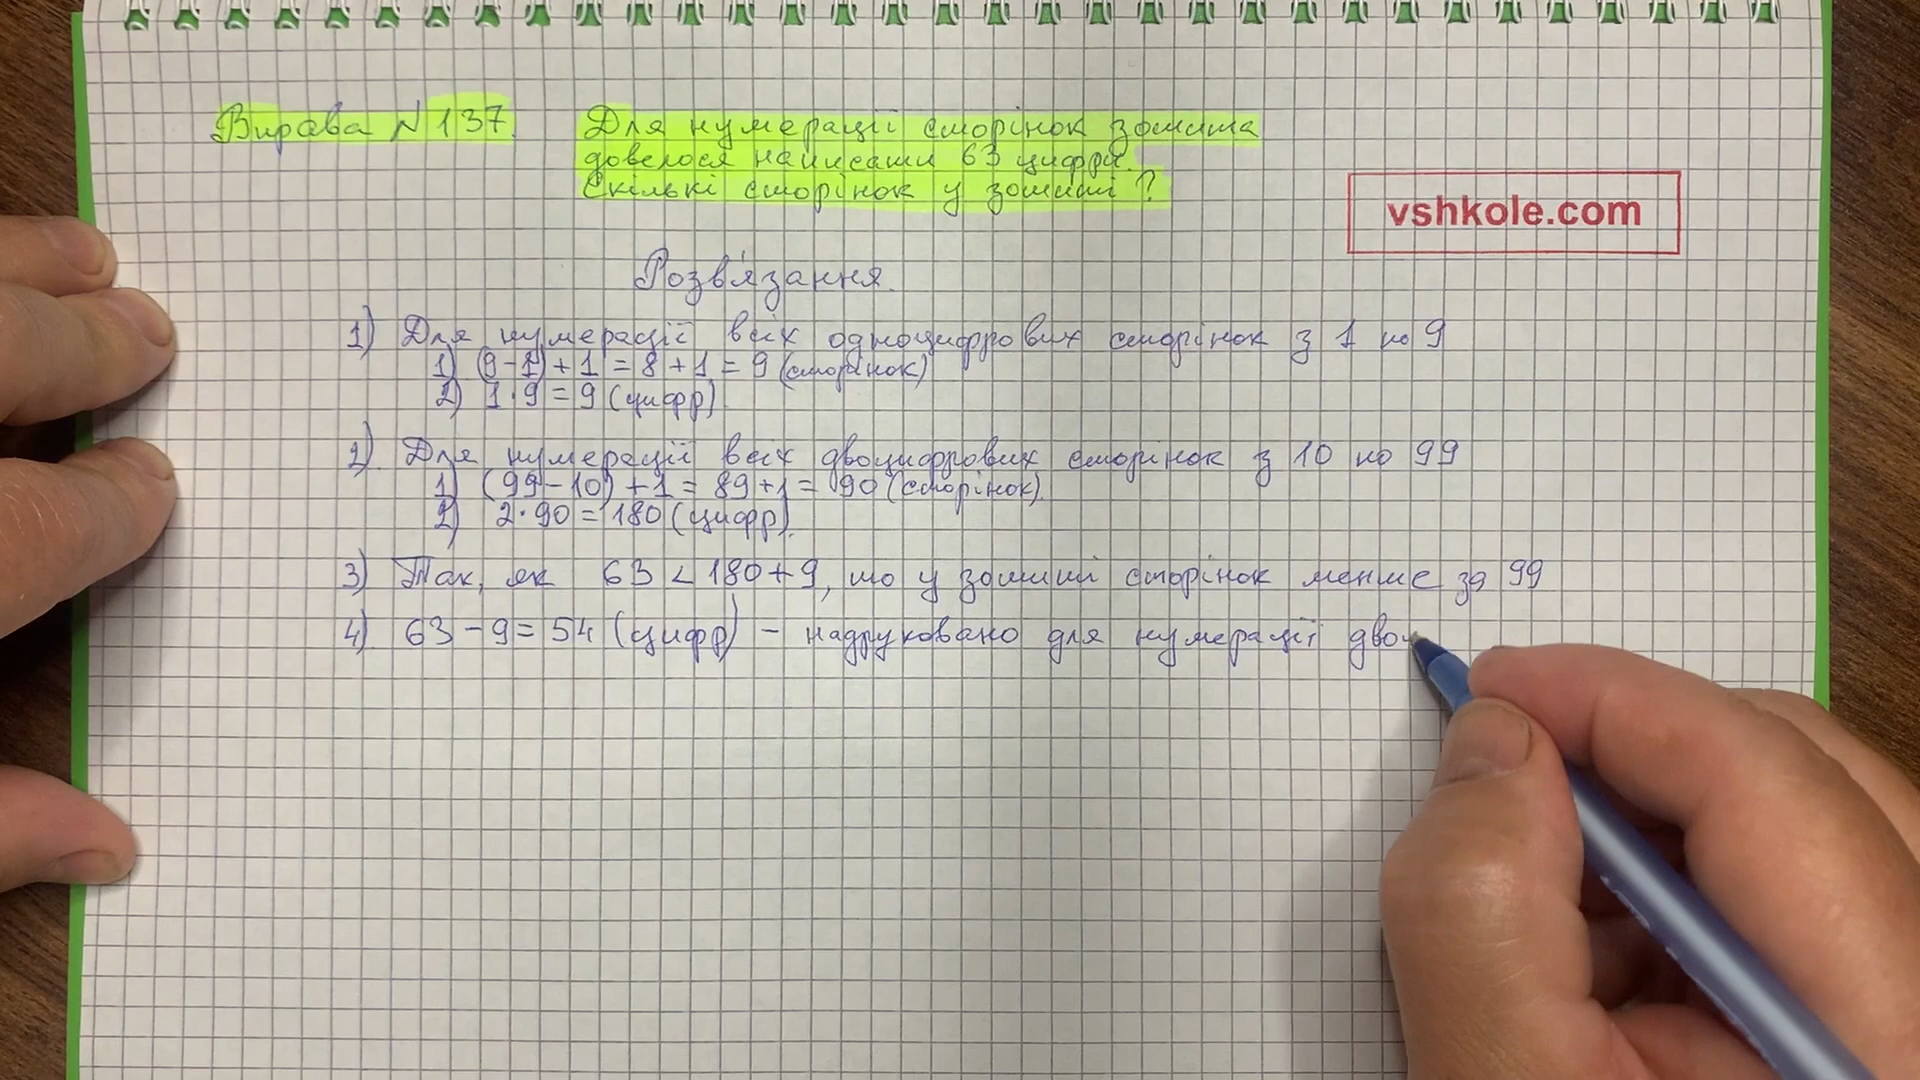 Вправа №137.
Для нумерації сторінок зошита
довелося написати 63 цифри.
Скількі сторінок у зошиті?
vshkole.com
Розв'язання.
1) Для нумерації всіх одноцифрових сторінок з 1 по 9
1) (9-1)+1=8+1=9 (сторінок)
2) 1·9=9 (цифр).
2). Для нумерації всіх двоцифрових сторінок з 10 по 99
1) (99-10)+1=89+1=90 (сторінок).
2) 2·90=180 (цифр).
3) Так, як 63<180+9, то у зошиті сторінок менше за 99
4). 63-9=54 (цифр) - надруковано для нумерації двоц